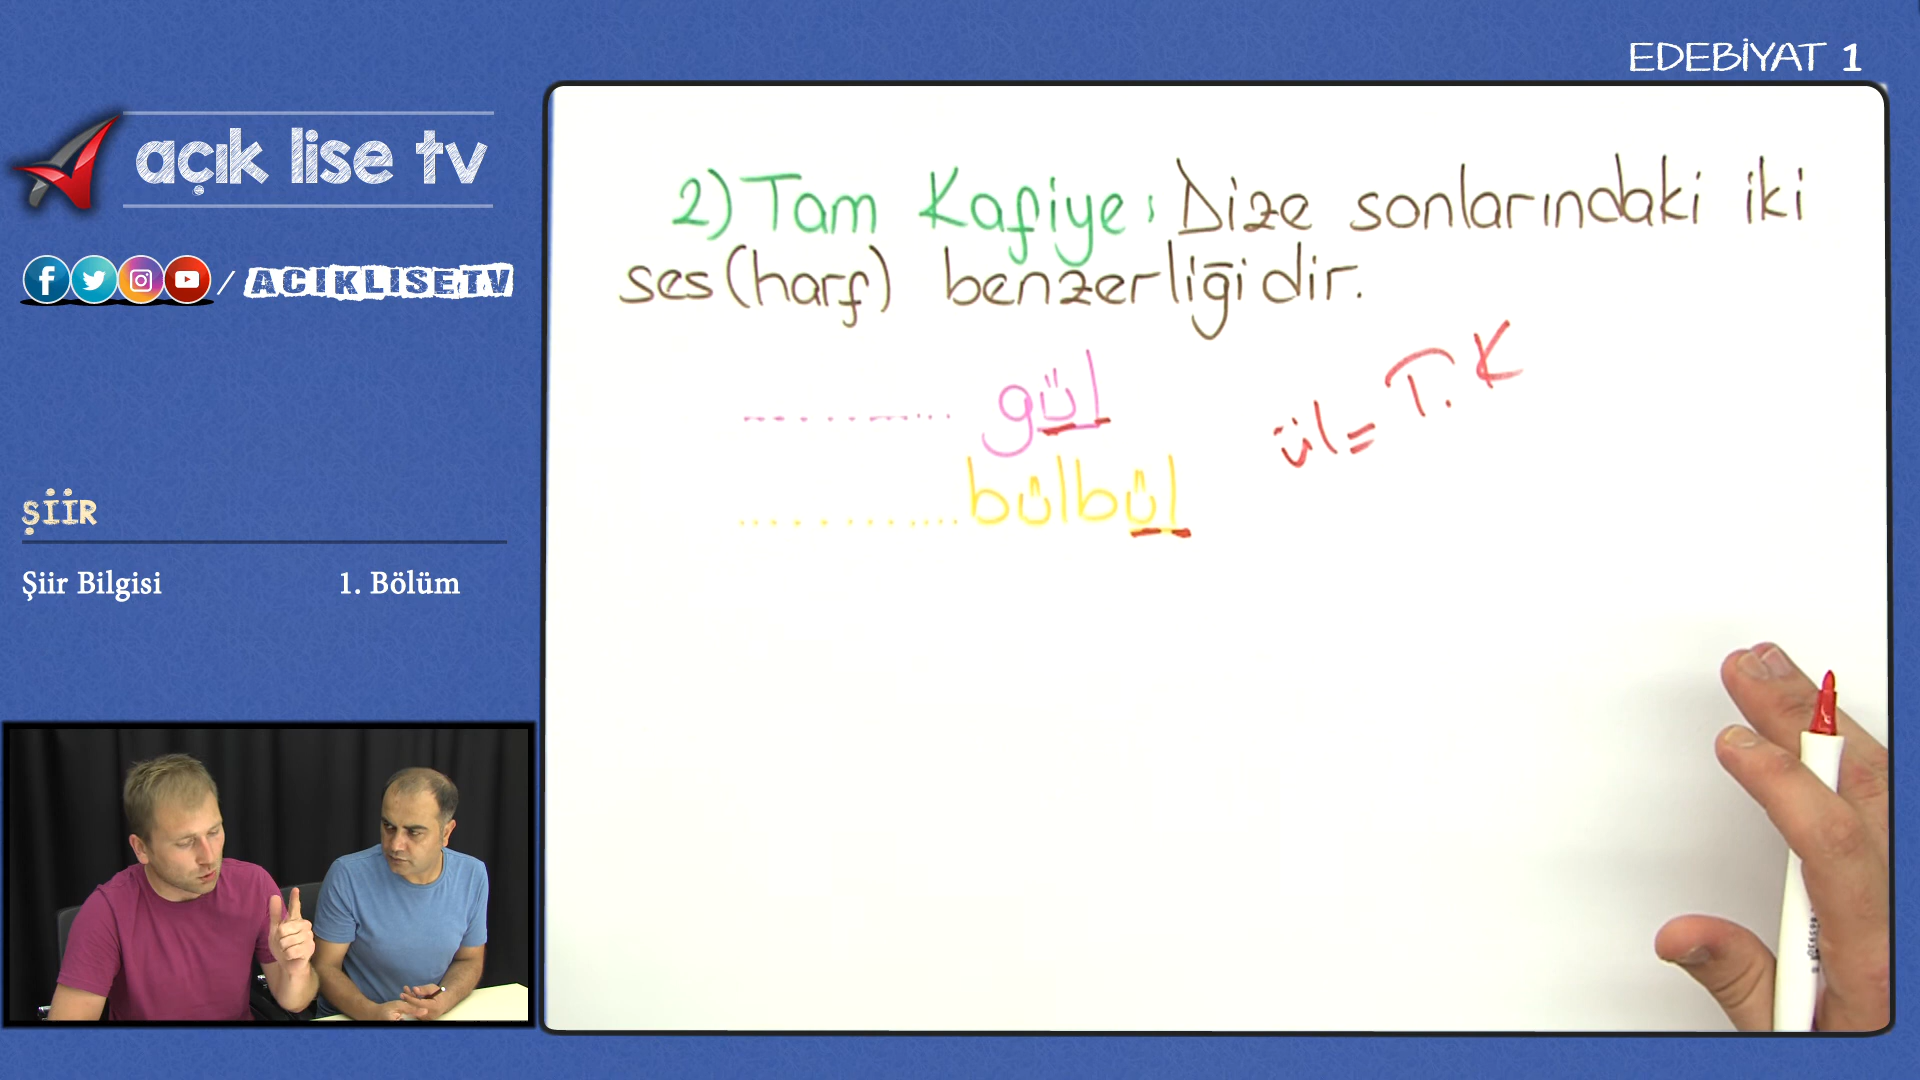 EDEBİYAT 1
açık lise tv
/ ACIKLISETV
ŞİİR
Şiir Bilgisi 1. Bölüm
2) Tam Kafiye: Dize sonlarındaki iki
ses (harf) benzerliğidir.
............ gül
ül = T.K
............ bülbül